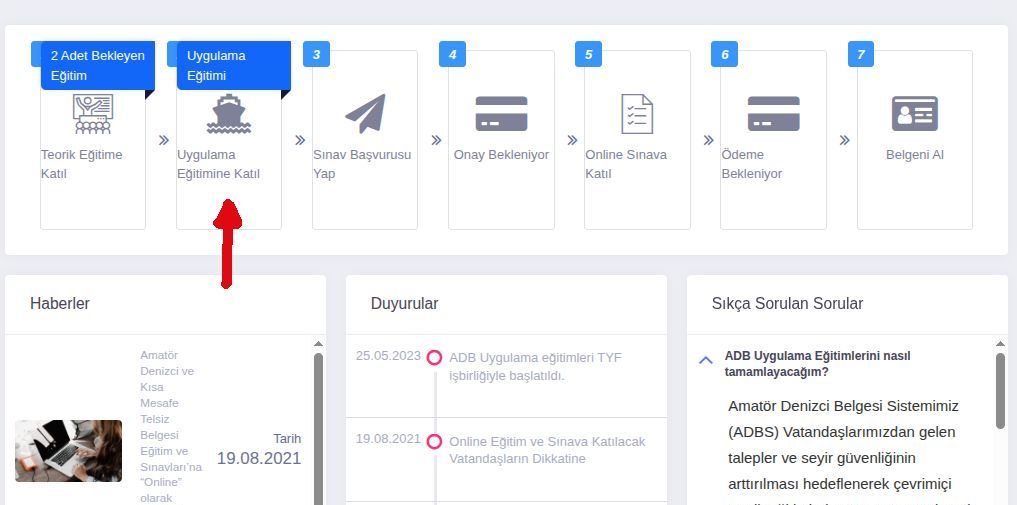 2 Adet Bekleyen
Eğitim
Teorik Eğitime
Katıl
Uygulama
Eğitimi
Uygulama
Eğitimine Katıl
3
Sınav Başvurusu
Yap
4
Onay Bekleniyor
5
Online Sınava
Katıl
6
Ödeme
Bekleniyor
7
Belgeni Al
Haberler
Amatör
Denizci ve
Kısa
Mesafe
Telsiz
Belgesi
Eğitim ve
Sınavları’na
“Online”
olarak
Tarih
19.08.2021
Duyurular
25.05.2023
ADB Uygulama eğitimleri TYF
işbirliğiyle başlatıldı.
19.08.2021
Online Eğitim ve Sınava Katılacak
Vatandaşların Dikkatine
Sıkça Sorulan Sorular
ADB Uygulama Eğitimlerini nasıl
tamamlayacağım?
Amatör Denizci Belgesi Sistemimiz
(ADBS) Vatandaşlarımızdan gelen
talepler ve seyir güvenliğinin
arttırılması hedeflenerek çevrimiçi